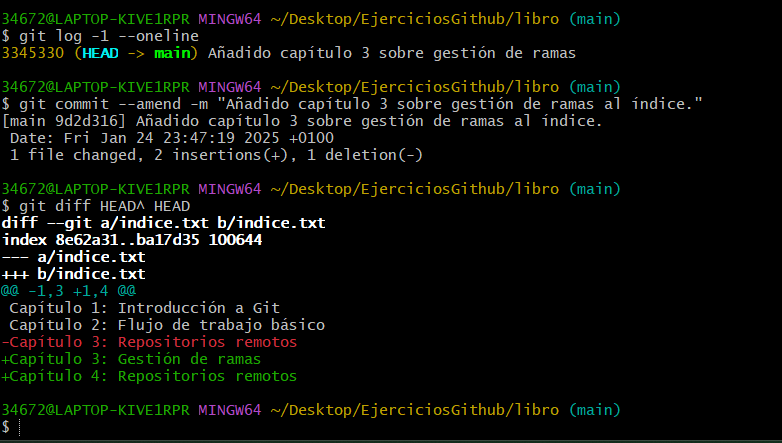 34672@LAPTOP-KIVE1RPR MINGW64 ~/Desktop/EjerciciosGithub/libro (main)
$ git log -1 --oneline
3345330 (HEAD -> main) Añadido capítulo 3 sobre gestión de ramas
34672@LAPTOP-KIVE1RPR MINGW64 ~/Desktop/EjerciciosGithub/libro (main)
$ git commit --amend -m "Añadido capítulo 3 sobre gestión de ramas al índice."
[main 9d2d316] Añadido capítulo 3 sobre gestión de ramas al índice.
 Date: Fri Jan 24 23:47:19 2025 +0100
 1 file changed, 2 insertions(+), 1 deletion(-)
34672@LAPTOP-KIVE1RPR MINGW64 ~/Desktop/EjerciciosGithub/libro (main)
$ git diff HEAD^ HEAD
diff --git a/indice.txt b/indice.txt
index 8e62a31..ba17d35 100644
--- a/indice.txt
+++ b/indice.txt
@@ -1,3 +1,4 @@
 Capítulo 1: Introducción a Git
 Capítulo 2: Flujo de trabajo básico
-Capítulo 3: Repositorios remotos
+Capítulo 3: Gestión de ramas
+Capítulo 4: Repositorios remotos
34672@LAPTOP-KIVE1RPR MINGW64 ~/Desktop/EjerciciosGithub/libro (main)
$